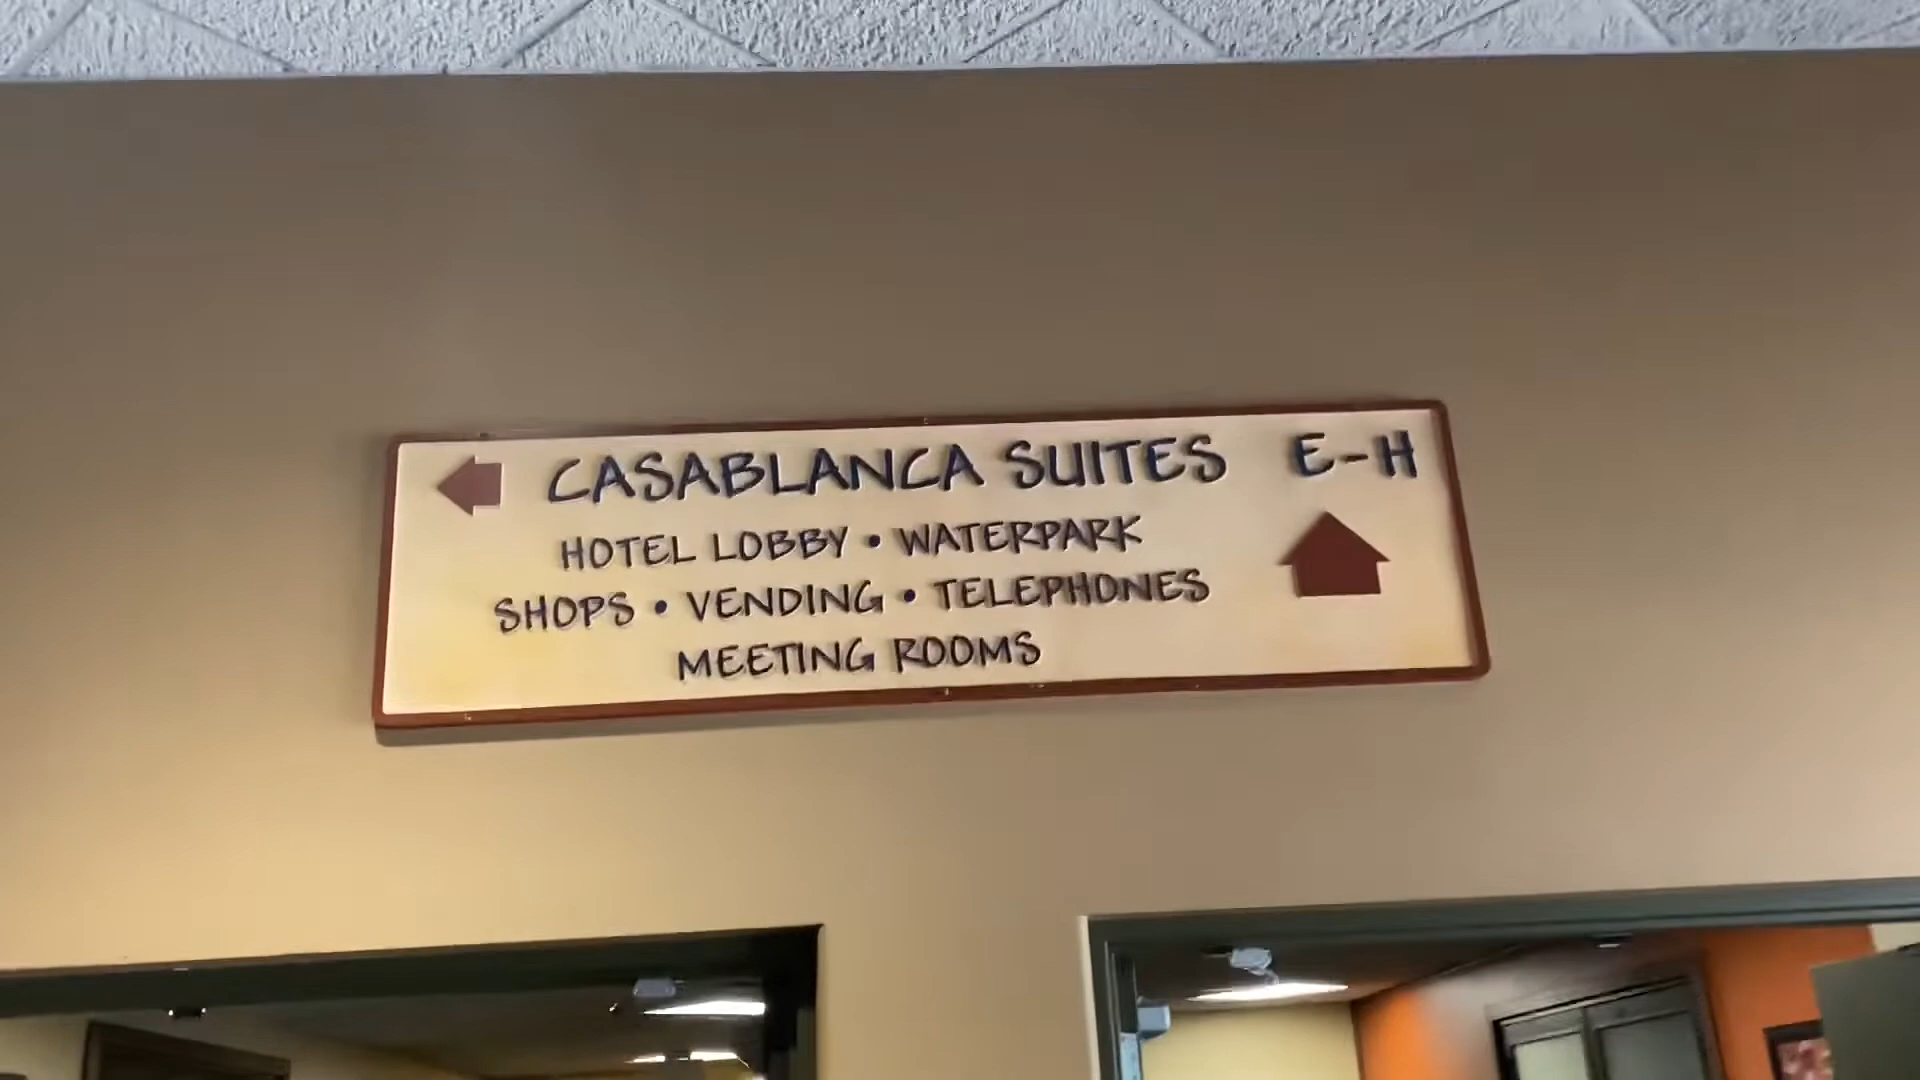 CASABLANCA SUITES E-H
HOTEL LOBBY • WATERPARK
SHOPS • VENDING • TELEPHONES
MEETING ROOMS